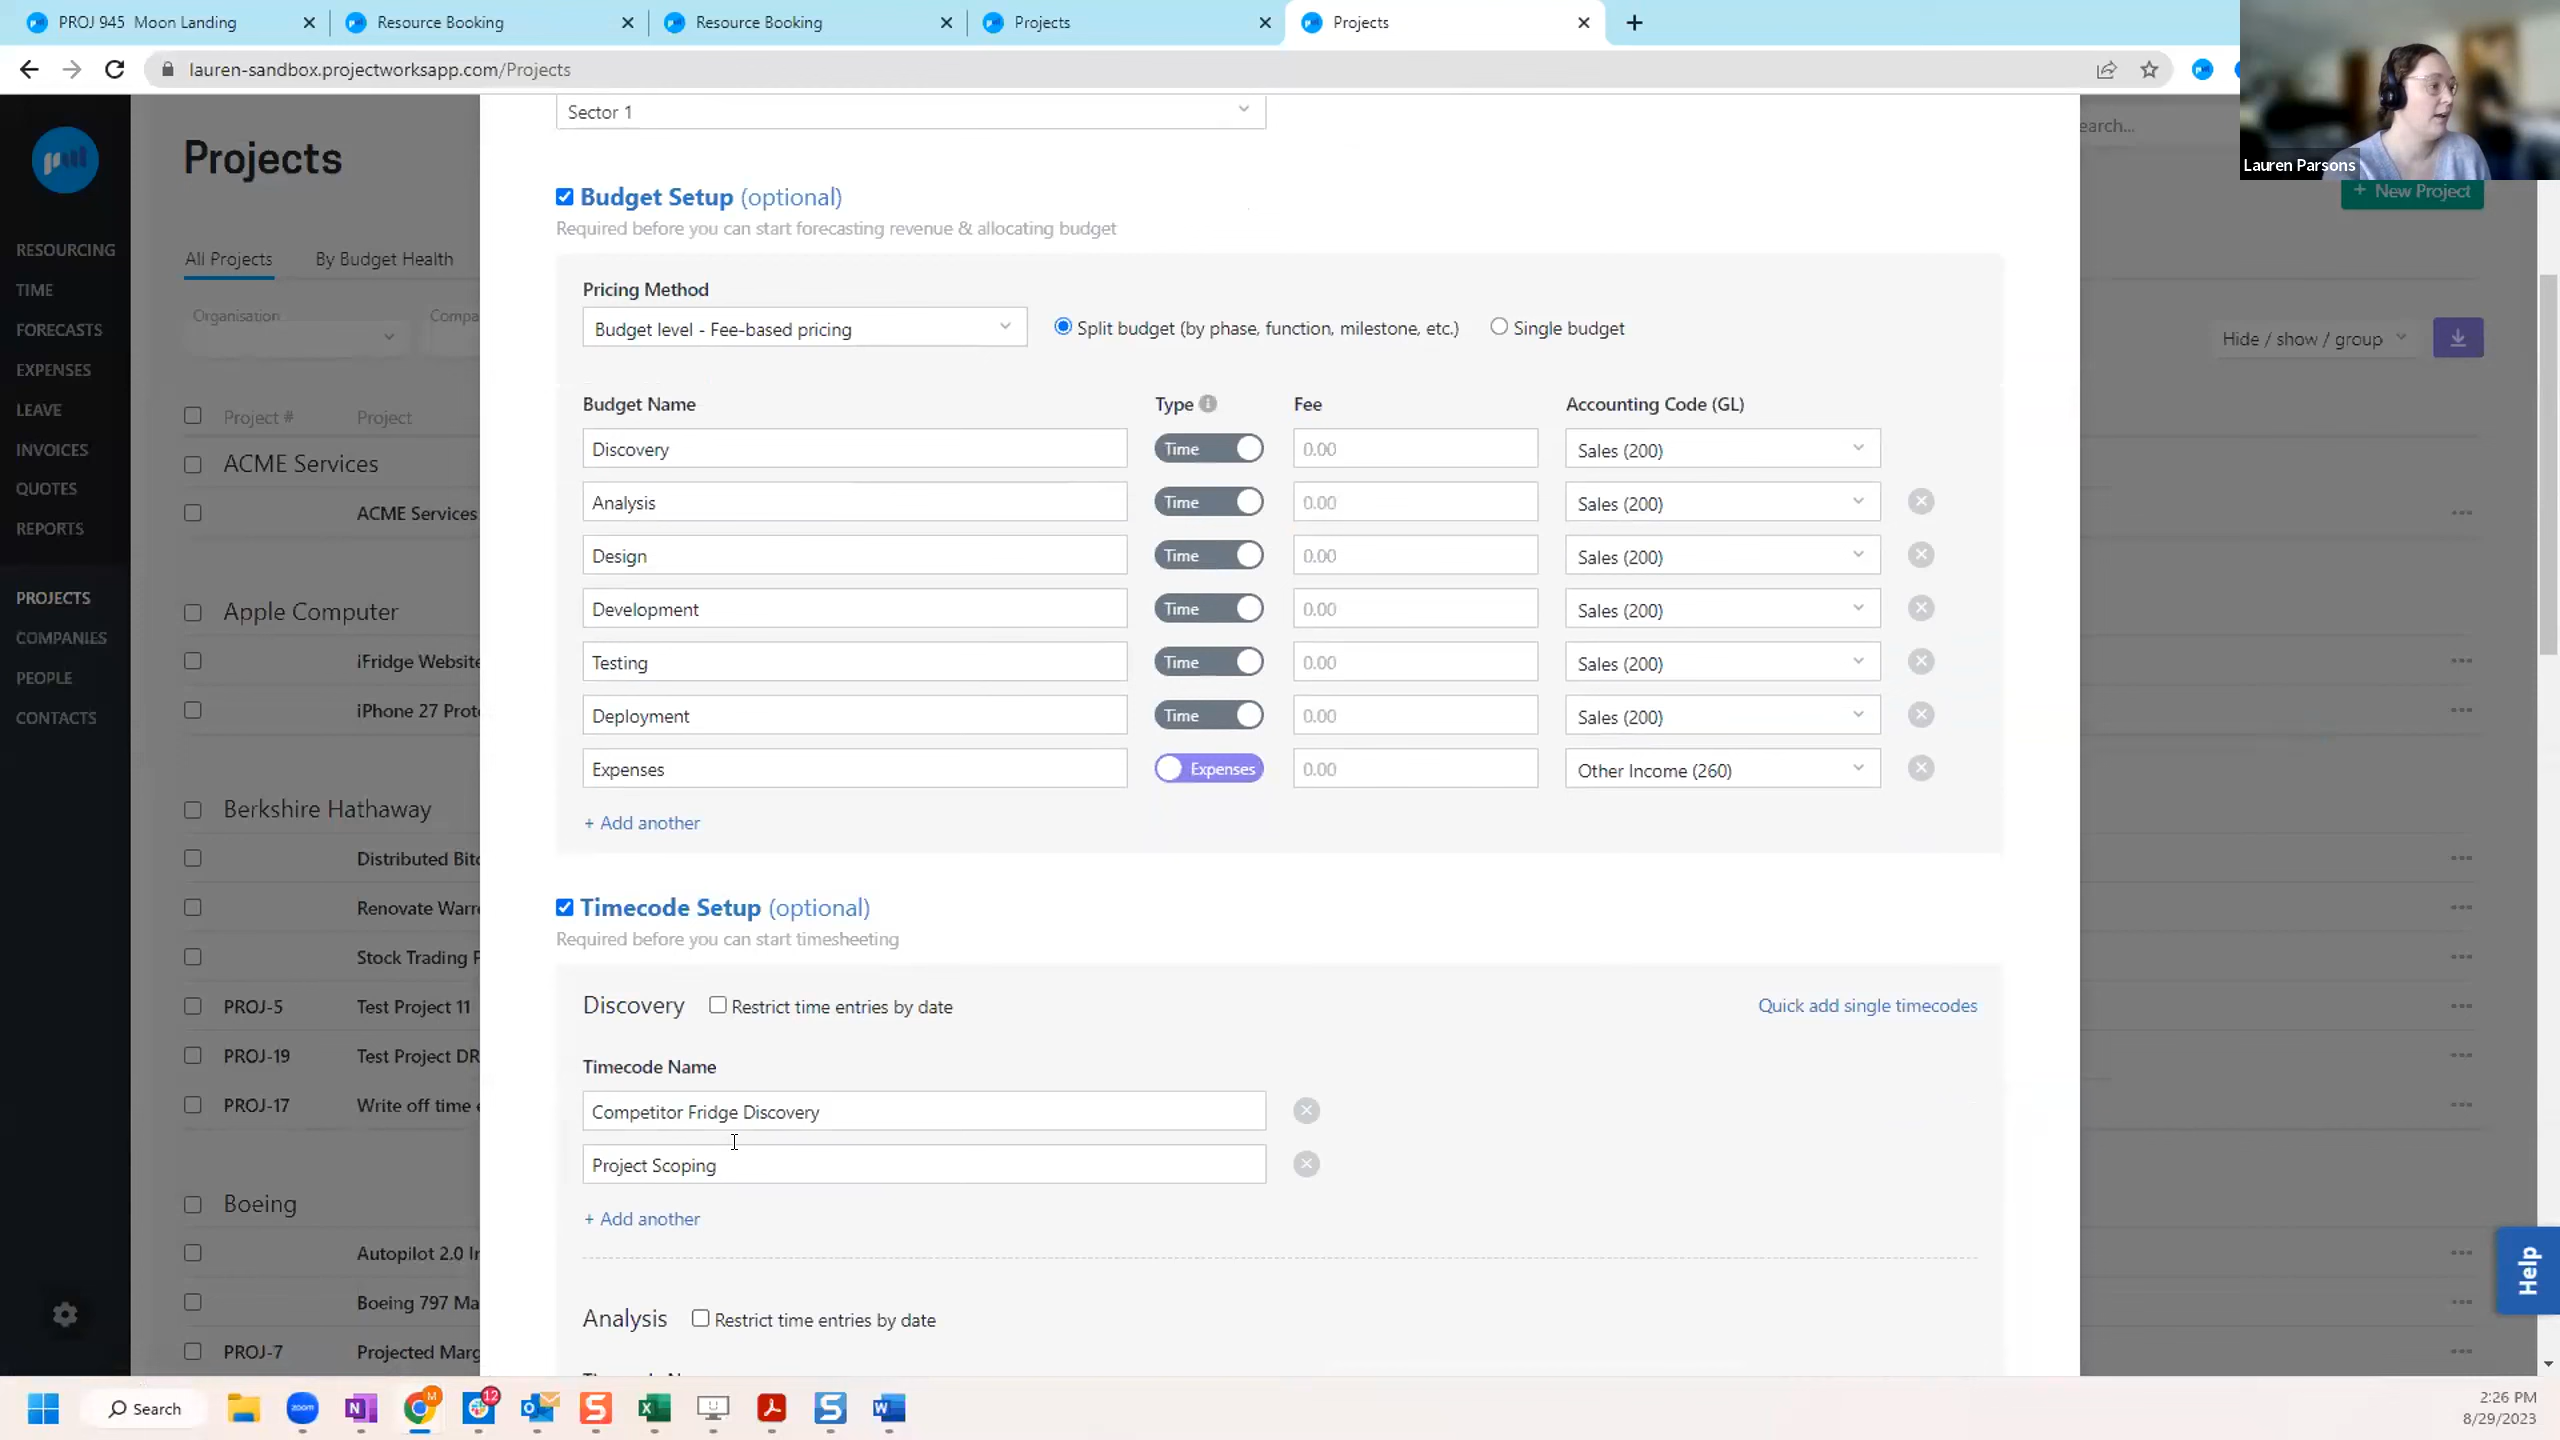 PROJ 945 Moon Landing
Resource Booking
Resource Booking
Projects
Projects
lauren-sandbox.projectworksapp.com/Projects
Lauren Parsons
RESOURCING
TIME
FORECASTS
EXPENSES
LEAVE
INVOICES
QUOTES
REPORTS
PROJECTS
COMPANIES
PEOPLE
CONTACTS
Projects
earch...
+ New Project
All Projects By Budget Health
Organisation Compa
Hide / show / group
Project # Project
ACME Services
ACME Services
Apple Computer
iFridge Website
iPhone 27 Prot
Berkshire Hathaway
Distributed Bit
Renovate Warr
Stock Trading P
PROJ-5 Test Project 11
PROJ-19 Test Project DR
PROJ-17 Write off time
Boeing
Autopilot 2.0 I
Boeing 797 Ma
PROJ-7 Projected Marg
Sector 1
Budget Setup (optional)
Required before you can start forecasting revenue & allocating budget
Pricing Method
Budget level - Fee-based pricing Split budget (by phase, function, milestone, etc.) Single budget
Budget Name Type Fee Accounting Code (GL)
Discovery Time 0.00 Sales (200)
Analysis Time 0.00 Sales (200)
Design Time 0.00 Sales (200)
Development Time 0.00 Sales (200)
Testing Time 0.00 Sales (200)
Deployment Time 0.00 Sales (200)
Expenses Expenses 0.00 Other Income (260)
+ Add another
Timecode Setup (optional)
Required before you can start timesheeting
Discovery Restrict time entries by date Quick add single timecodes
Timecode Name
Competitor Fridge Discovery
Project Scoping
+ Add another
Analysis Restrict time entries by date
Help
Search
M
12
zoom
2:26 PM
8/29/2023